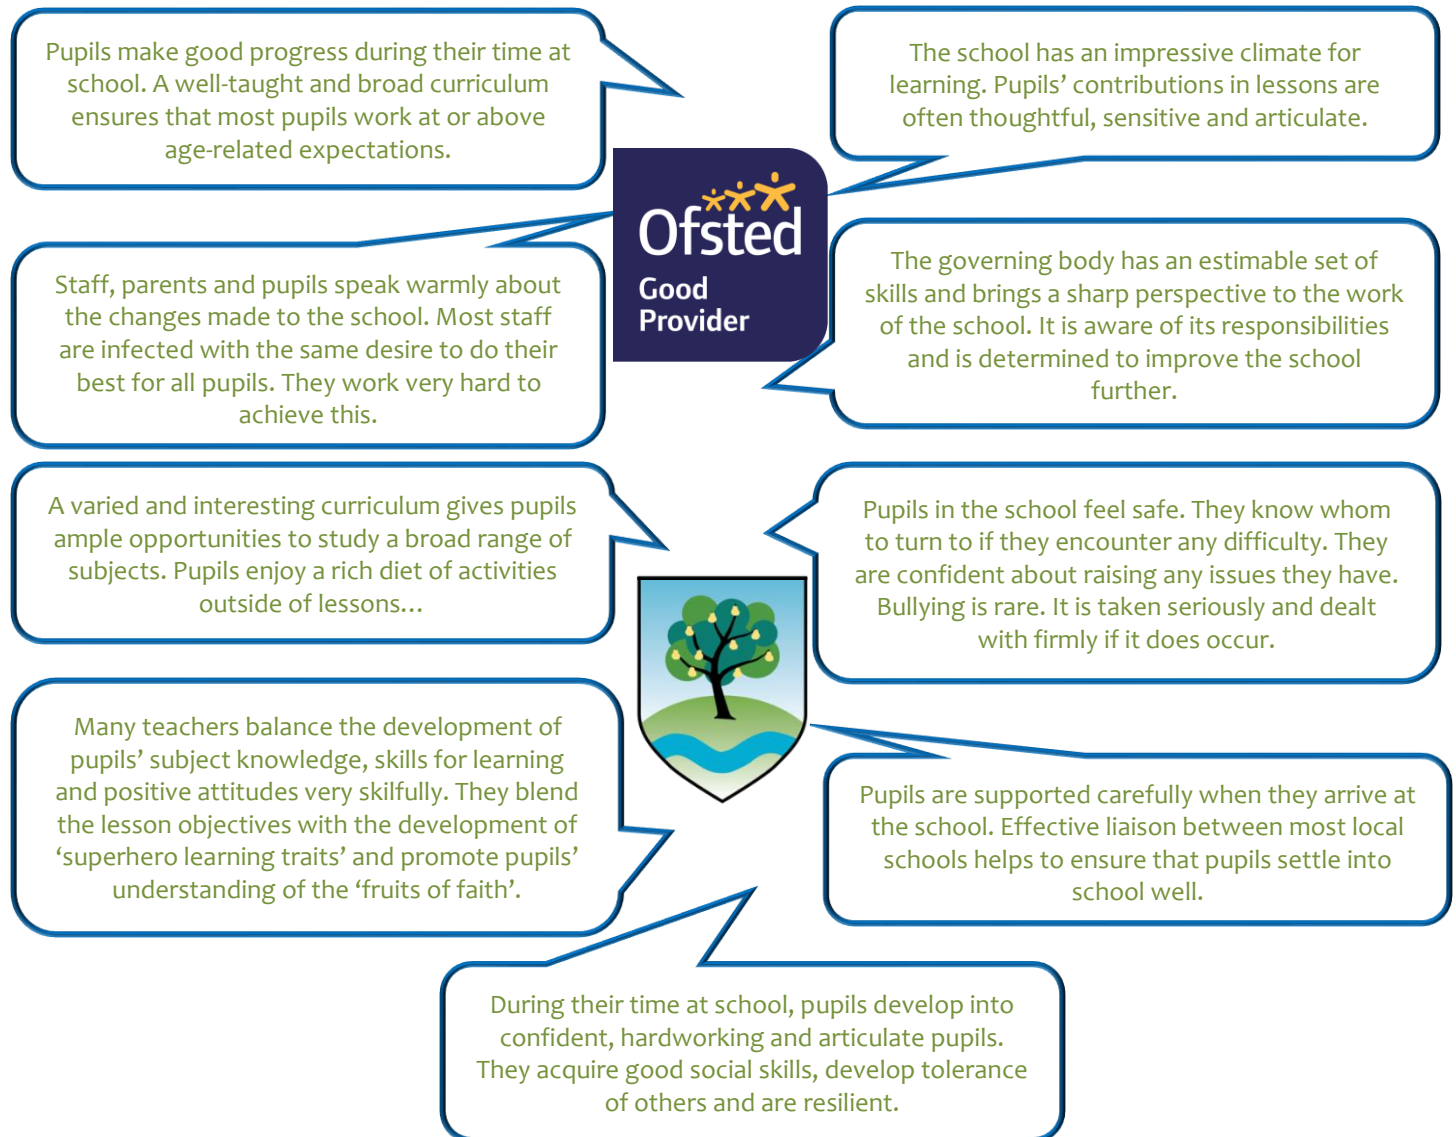 Pupils make good progress during their time at
school. A well-taught and broad curriculum
ensures that most pupils work at or above
age-related expectations.
The school has an impressive climate for
learning. Pupils’ contributions in lessons are
often thoughtful, sensitive and articulate.
Ofsted
Good
Provider
Staff, parents and pupils speak warmly about
the changes made to the school. Most staff
are infected with the same desire to do their
best for all pupils. They work very hard to
achieve this.
The governing body has an estimable set of
skills and brings a sharp perspective to the work
of the school. It is aware of its responsibilities
and is determined to improve the school
further.
A varied and interesting curriculum gives pupils
ample opportunities to study a broad range of
subjects. Pupils enjoy a rich diet of activities
outside of lessons…
Pupils in the school feel safe. They know whom
to turn to if they encounter any difficulty. They
are confident about raising any issues they have.
Bullying is rare. It is taken seriously and dealt
with firmly if it does occur.
Many teachers balance the development of
pupils’ subject knowledge, skills for learning
and positive attitudes very skilfully. They blend
the lesson objectives with the development of
‘superhero learning traits’ and promote pupils’
understanding of the ‘fruits of faith’.
Pupils are supported carefully when they arrive at
the school. Effective liaison between most local
schools helps to ensure that pupils settle into
school well.
During their time at school, pupils develop into
confident, hardworking and articulate pupils.
They acquire good social skills, develop tolerance
of others and are resilient.